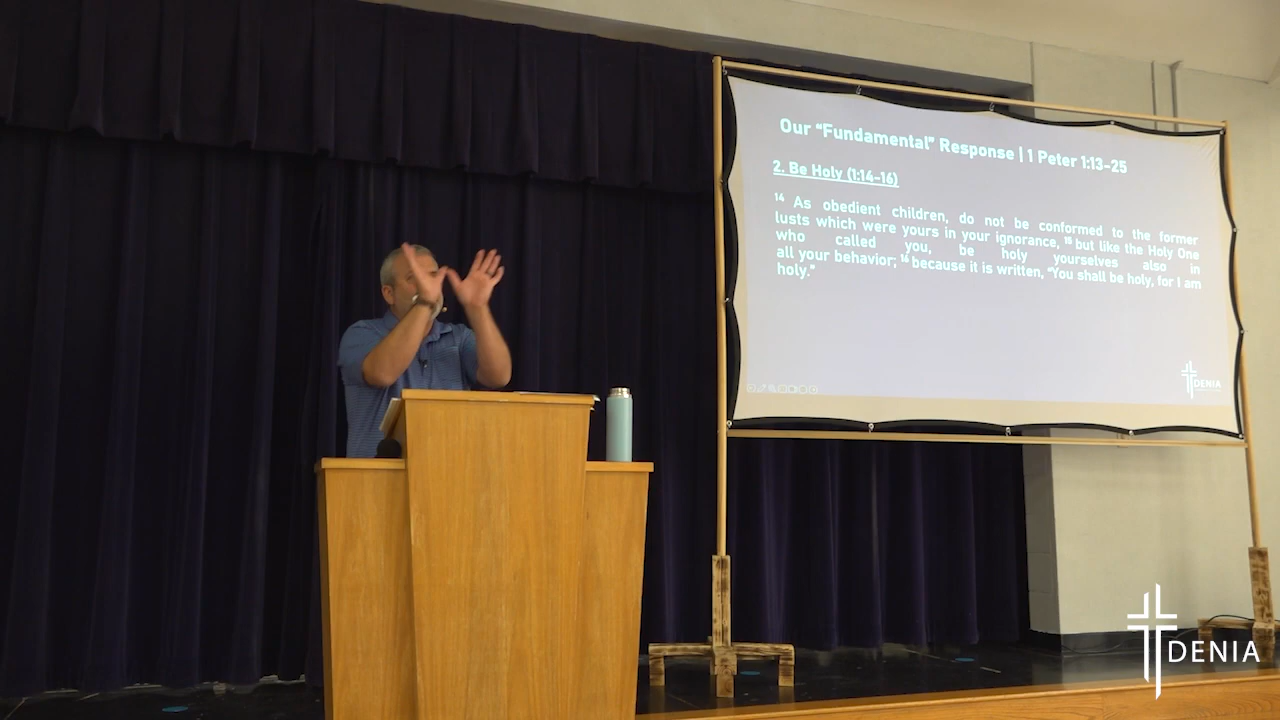 Our “Fundamental” Response | 1 Peter 1:13-25
2. Be Holy (1:14-16)
14 As obedient children, do not be conformed to the former
lusts which were yours in your ignorance, 15 but like the Holy One
who called you, be holy yourselves also in
all your behavior; 16 because it is written, “You shall be holy, for I am
holy.”
DENIA
DENIA